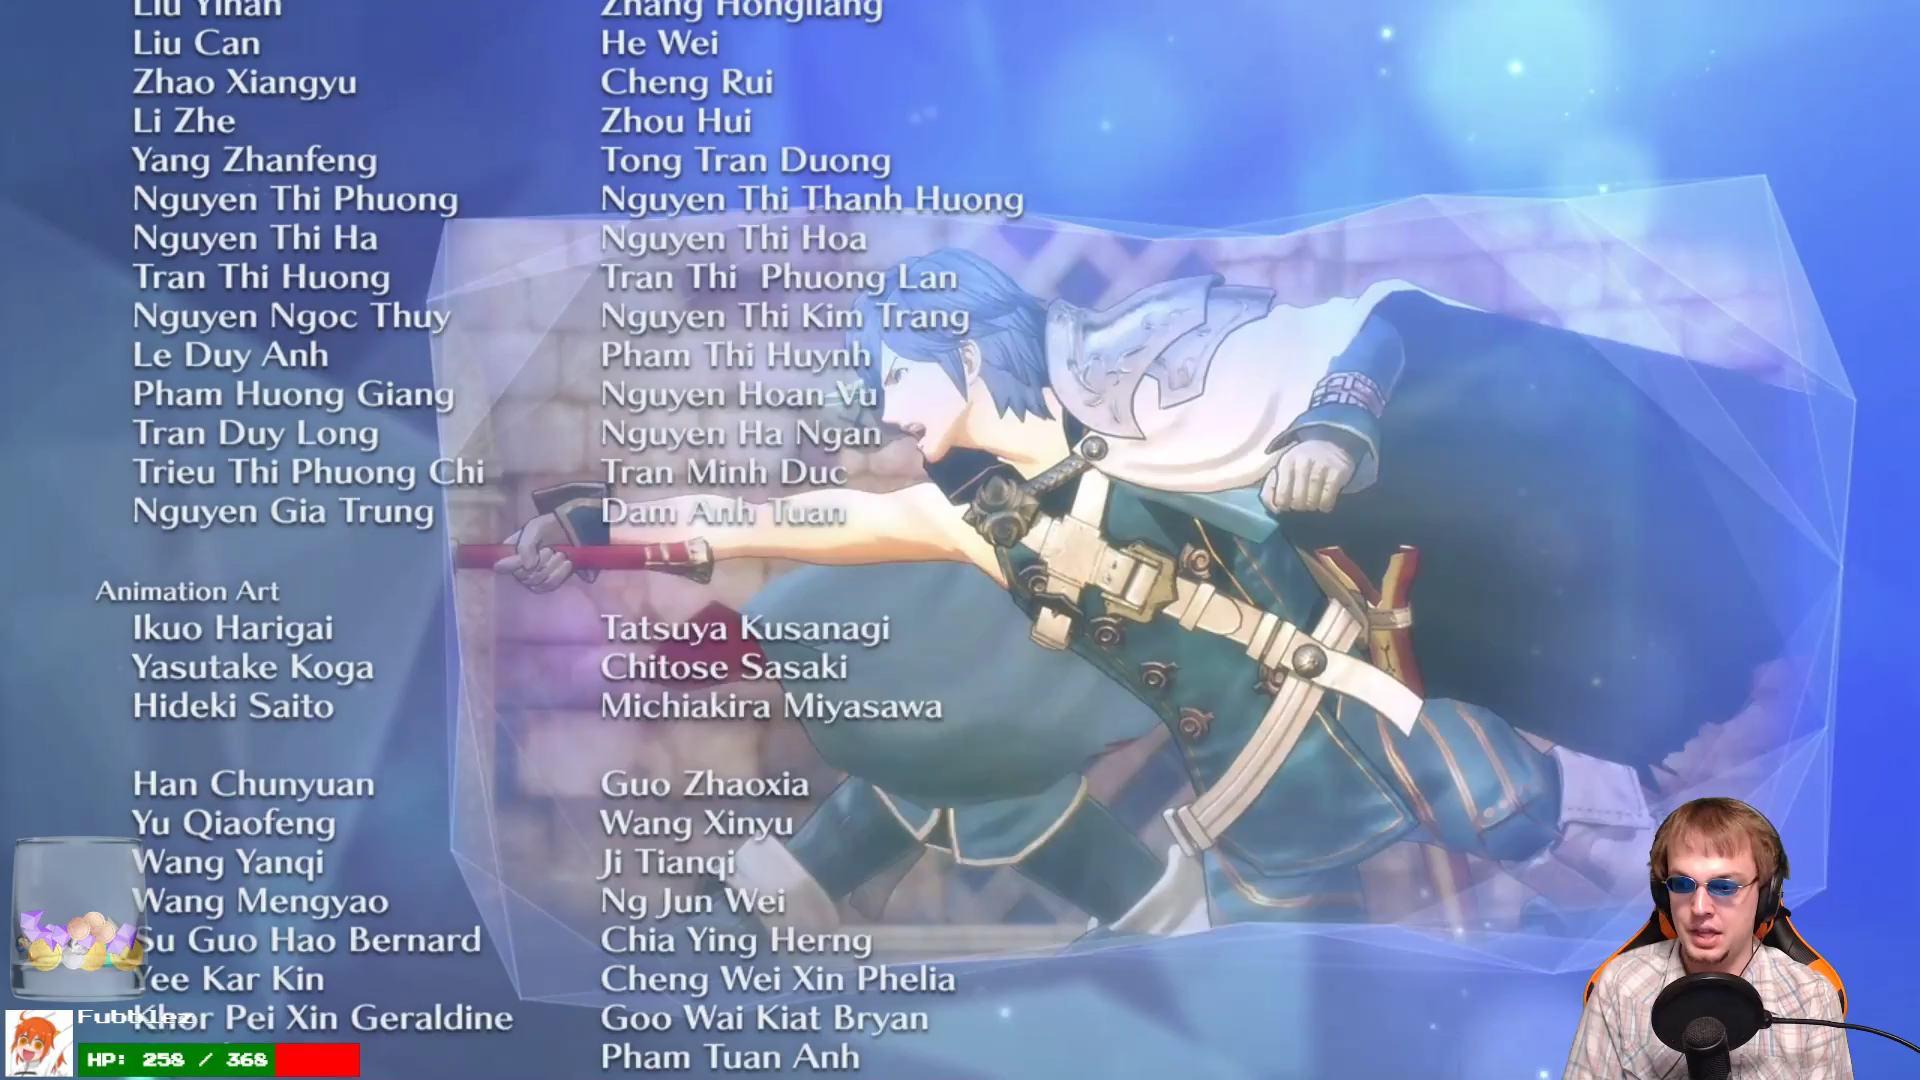 Liu Yinan Zhang Hongliang
Liu Can He Wei
Zhao Xiangyu Cheng Rui
Li Zhe Zhou Hui
Yang Zhanfeng Tong Tran Duong
Nguyen Thi Phuong Nguyen Thi Thanh Huong
Nguyen Thi Ha Nguyen Thi Hoa
Tran Thi Huong Tran Thi Phuong Lan
Nguyen Ngoc Thuy Nguyen Thi Kim Trang
Le Duy Anh Pham Thi Huynh
Pham Huong Giang Nguyen Hoan Vu
Tran Duy Long Nguyen Ha Ngan
Trieu Thi Phuong Chi Tran Minh Duc
Nguyen Gia Trung Dam Anh Tuan
Animation Art
Ikuo Harigai Tatsuya Kusanagi
Yasutake Koga Chitose Sasaki
Hideki Saito Michiakira Miyasawa
Han Chunyuan Guo Zhaoxia
Yu Qiaofeng Wang Xinyu
Wang Yanqi Ji Tianqi
Wang Mengyao Ng Jun Wei
Su Guo Hao Bernard Chia Ying Herng
Yee Kar Kin Cheng Wei Xin Phelia
Pei Xin Geraldine Goo Wai Kiat Bryan
Pham Tuan Anh
HP: 258 / 368